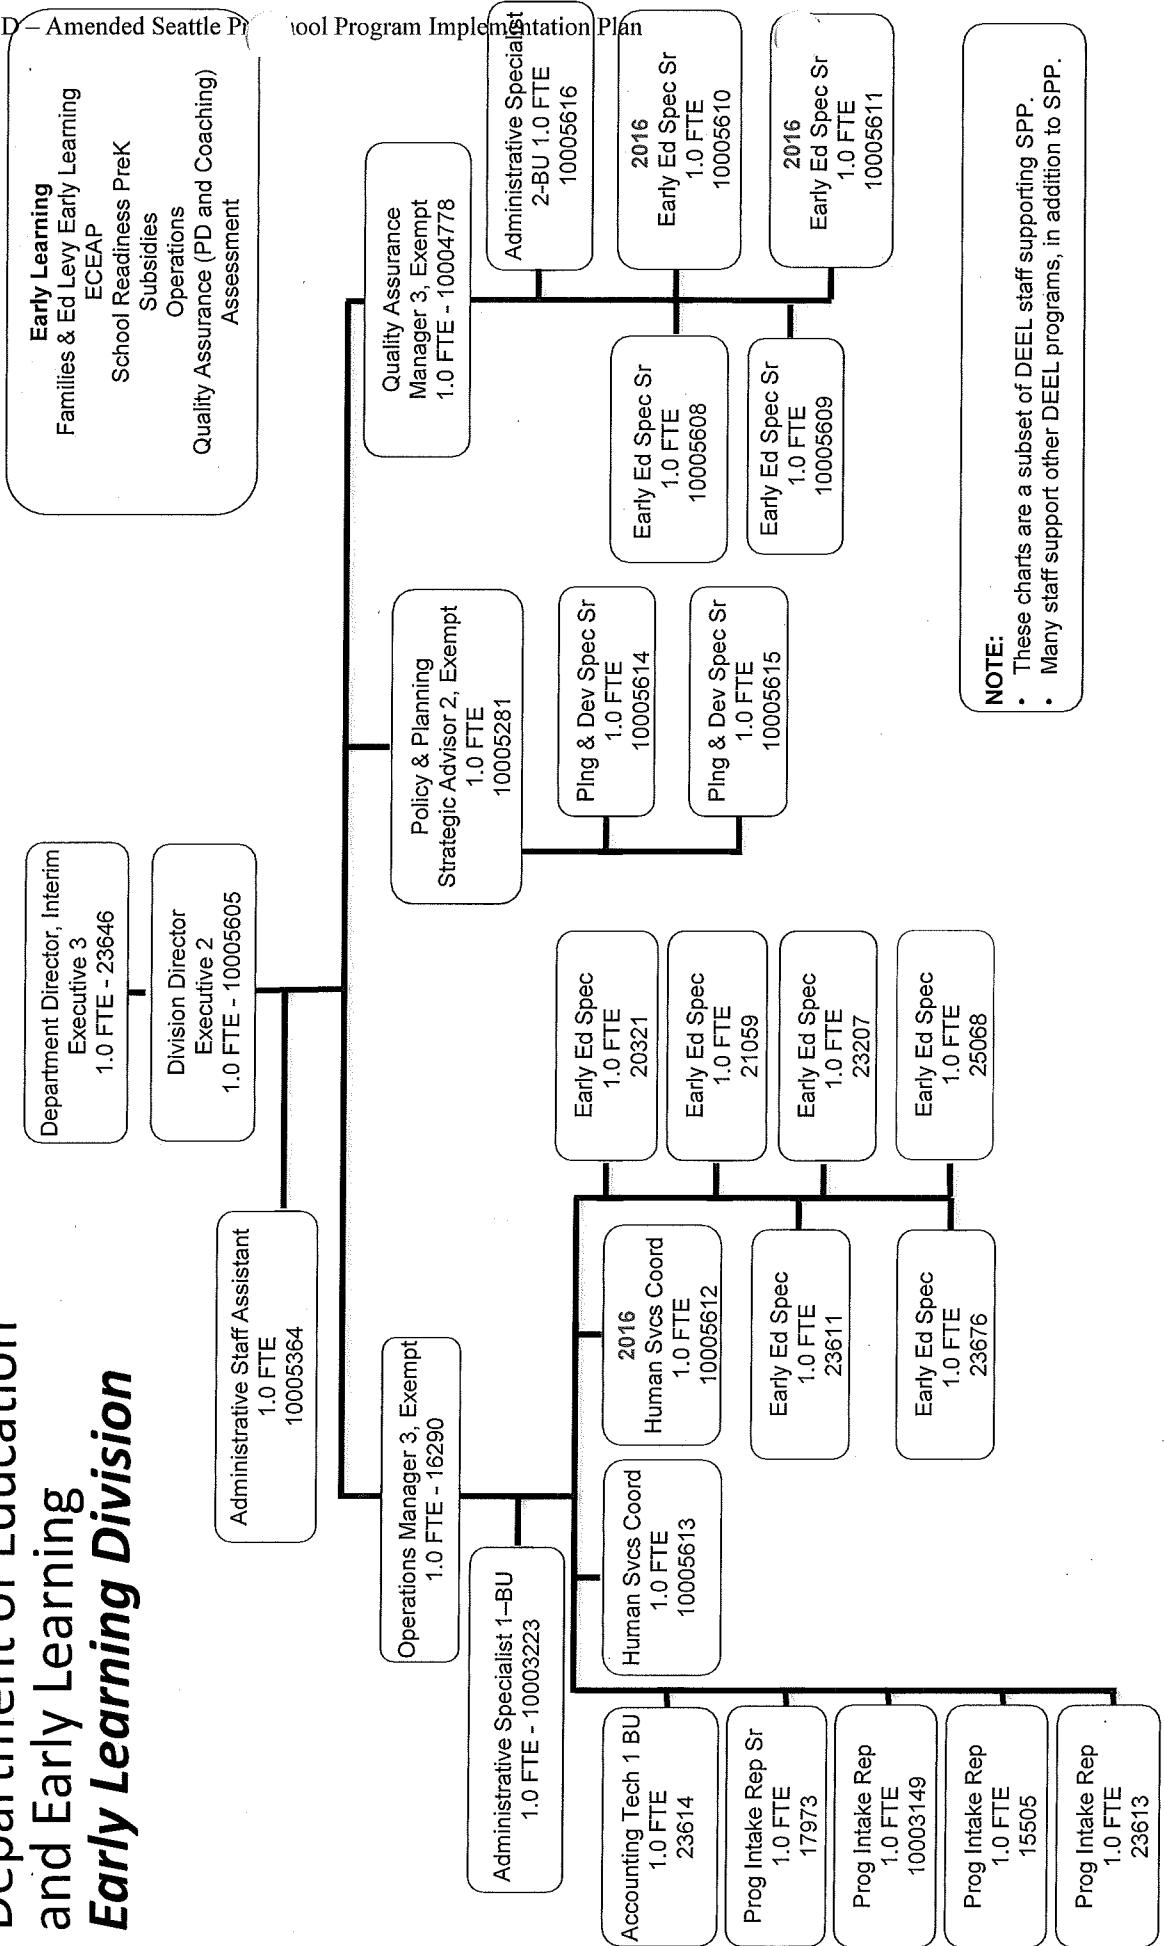 D – Amended Seattle Pr ool Program Implementation Plan
Department of Education
and Early Learning
Early Learning Division
Early Learning
Families & Ed Levy Early Learning
ECEAP
School Readiness PreK
Subsidies
Operations
Quality Assurance (PD and Coaching)
Assessment
Department Director, Interim
Executive 3
1.0 FTE - 23646
Division Director
Executive 2
1.0 FTE - 10005605
Administrative Staff Assistant
1.0 FTE
10005364
Operations Manager 3, Exempt
1.0 FTE - 16290
Administrative Specialist 1–BU
1.0 FTE - 10003223
Accounting Tech 1 BU
1.0 FTE
23614
Prog Intake Rep Sr
1.0 FTE
17973
Prog Intake Rep
1.0 FTE
10003149
Prog Intake Rep
1.0 FTE
15505
Prog Intake Rep
1.0 FTE
23613
Human Svcs Coord
1.0 FTE
10005613
2016
Human Svcs Coord
1.0 FTE
10005612
Early Ed Spec
1.0 FTE
23611
Early Ed Spec
1.0 FTE
23676
Early Ed Spec
1.0 FTE
20321
Early Ed Spec
1.0 FTE
21059
Early Ed Spec
1.0 FTE
23207
Early Ed Spec
1.0 FTE
25068
Policy & Planning
Strategic Advisor 2, Exempt
1.0 FTE
10005281
Plng & Dev Spec Sr
1.0 FTE
10005614
Plng & Dev Spec Sr
1.0 FTE
10005615
Quality Assurance
Manager 3, Exempt
1.0 FTE - 10004778
Early Ed Spec Sr
1.0 FTE
10005608
Early Ed Spec Sr
1.0 FTE
10005609
Administrative Specialist
2–BU 1.0 FTE
10005616
2016
Early Ed Spec Sr
1.0 FTE
10005610
2016
Early Ed Spec Sr
1.0 FTE
10005611
NOTE:
• These charts are a subset of DEEL staff supporting SPP.
• Many staff support other DEEL programs, in addition to SPP.